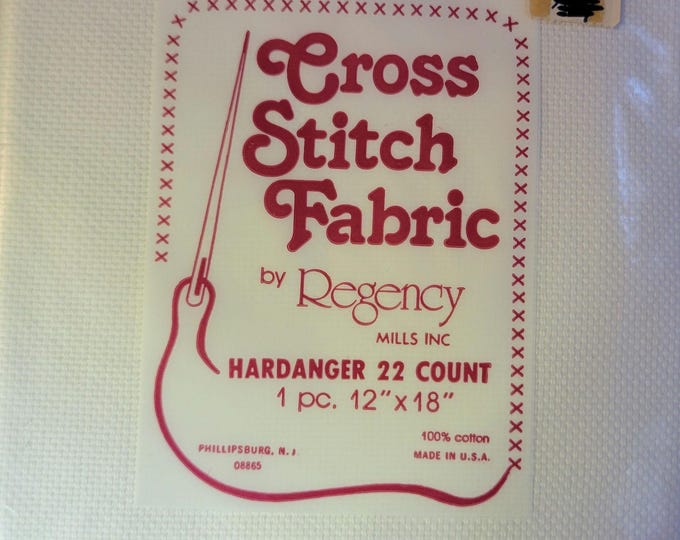 Cross
Stitch
Fabric
by Regency
MILLS INC
HARDANGER 22 COUNT
1 pc. 12" x 18"
100% cotton
PHILLIPSBURG, N.J.
08865
MADE IN U.S.A.